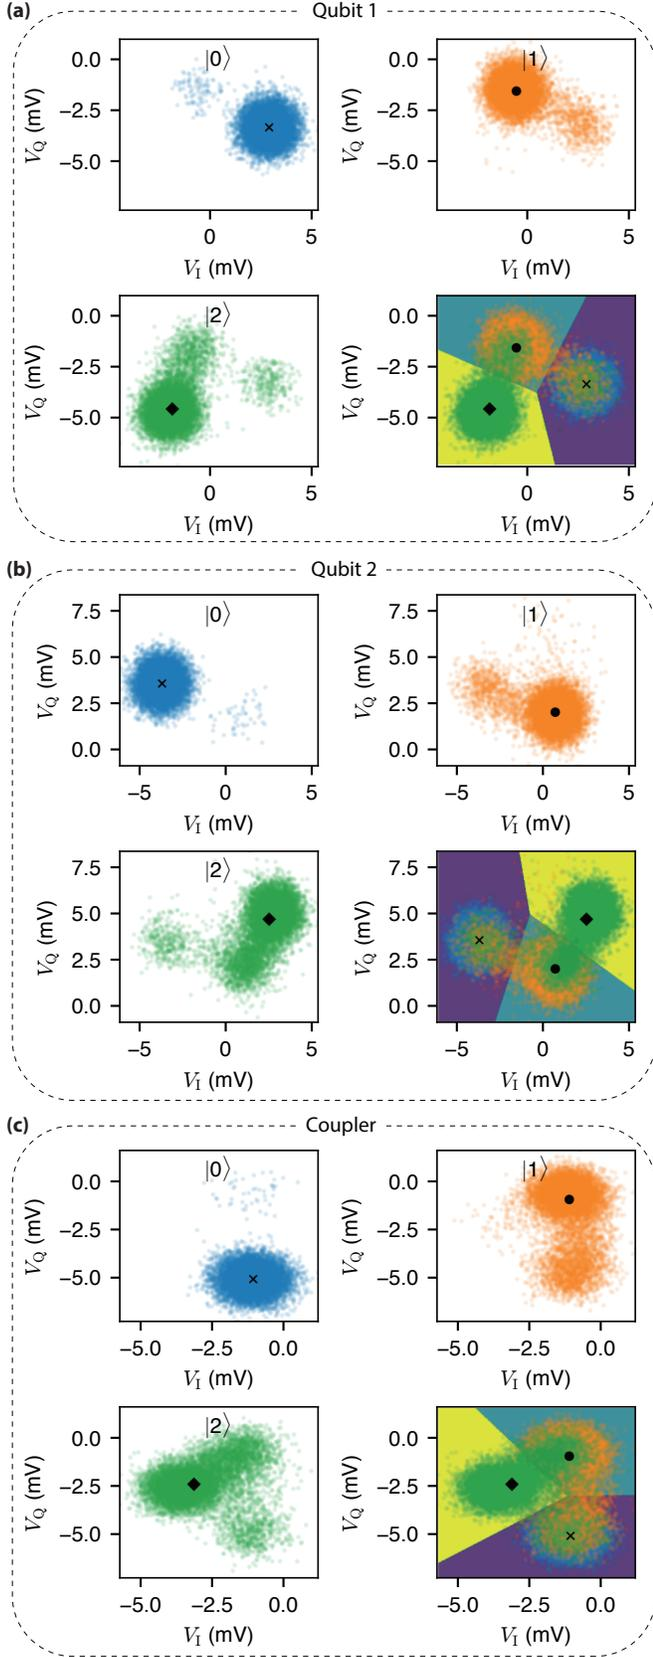 (a) Qubit 1
|0⟩ |1⟩
0.0 0.0
−2.5 −2.5
−5.0 −5.0
V_Q (mV) V_Q (mV)
0 5 0 5
V_I (mV) V_I (mV)
|2⟩
0.0 0.0
−2.5 −2.5
−5.0 −5.0
V_Q (mV) V_Q (mV)
0 5 0 5
V_I (mV) V_I (mV)
(b) Qubit 2
|0⟩ |1⟩
7.5 7.5
5.0 5.0
2.5 2.5
0.0 0.0
V_Q (mV) V_Q (mV)
−5 0 5 −5 0 5
V_I (mV) V_I (mV)
|2⟩
7.5 7.5
5.0 5.0
2.5 2.5
0.0 0.0
V_Q (mV) V_Q (mV)
−5 0 5 −5 0 5
V_I (mV) V_I (mV)
(c) Coupler
|0⟩ |1⟩
0.0 0.0
−2.5 −2.5
−5.0 −5.0
V_Q (mV) V_Q (mV)
−5.0 −2.5 0.0 −5.0 −2.5 0.0
V_I (mV) V_I (mV)
|2⟩
0.0 0.0
−2.5 −2.5
−5.0 −5.0
V_Q (mV) V_Q (mV)
−5.0 −2.5 0.0 −5.0 −2.5 0.0
V_I (mV) V_I (mV)